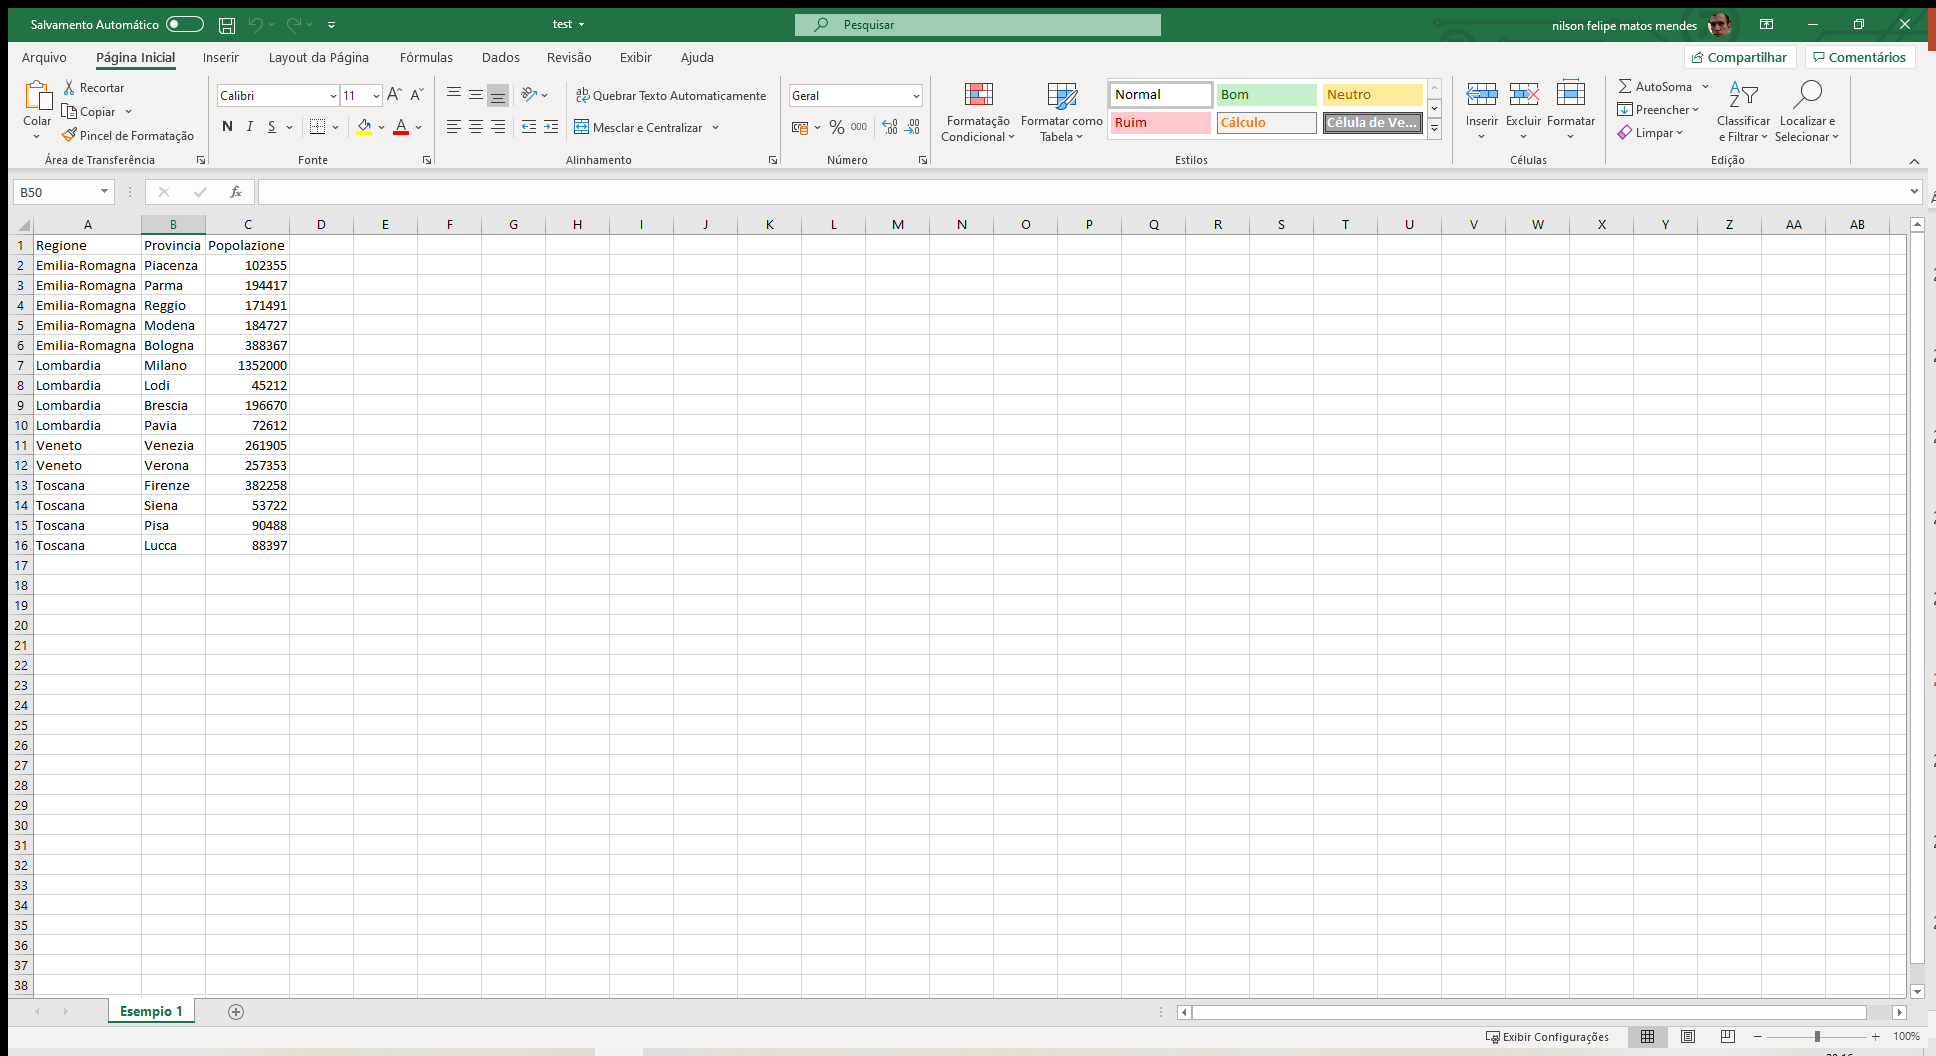 Salvamento Automático
test
Pesquisar
nilson felipe matos mendes
Arquivo Página Inicial Inserir Layout da Página Fórmulas Dados Revisão Exibir Ajuda
Compartilhar Comentários
Colar
Recortar
Copiar
Pincel de Formatação
Área de Transferência
Calibri 11
N I S
Fonte
Quebrar Texto Automaticamente
Mesclar e Centralizar
Alinhamento
Geral
% 000
Número
Formatação Condicional
Formatar como Tabela
Normal Bom Neutro
Ruim Cálculo Célula de Ve...
Estilos
Inserir Excluir Formatar
Células
AutoSoma
Preencher
Limpar
Classificar e Filtrar
Localizar e Selecionar
Edição
B50
fx
A B C D E F G H I J K L M N O P Q R S T U V W X Y Z AA AB
1 Regione Provincia Popolazione
2 Emilia-Romagna Piacenza 102355
3 Emilia-Romagna Parma 194417
4 Emilia-Romagna Reggio 171491
5 Emilia-Romagna Modena 184727
6 Emilia-Romagna Bologna 388367
7 Lombardia Milano 1352000
8 Lombardia Lodi 45212
9 Lombardia Brescia 196670
10 Lombardia Pavia 72612
11 Veneto Venezia 261905
12 Veneto Verona 257353
13 Toscana Firenze 382258
14 Toscana Siena 53722
15 Toscana Pisa 90488
16 Toscana Lucca 88397
17
18
19
20
21
22
23
24
25
26
27
28
29
30
31
32
33
34
35
36
37
38
Esempio 1
Exibir Configurações
100%